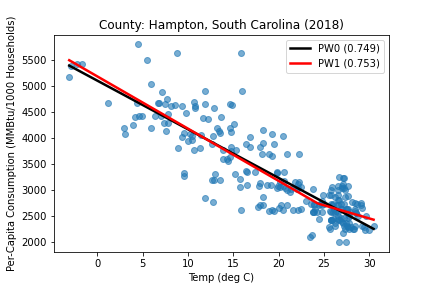 County: Hampton, South Carolina (2018)
PW0 (0.749)
PW1 (0.753)
Per-Capita Consumption (MMBtu/1000 Households)
5500
5000
4500
4000
3500
3000
2500
2000
0 5 10 15 20 25 30
Temp (deg C)